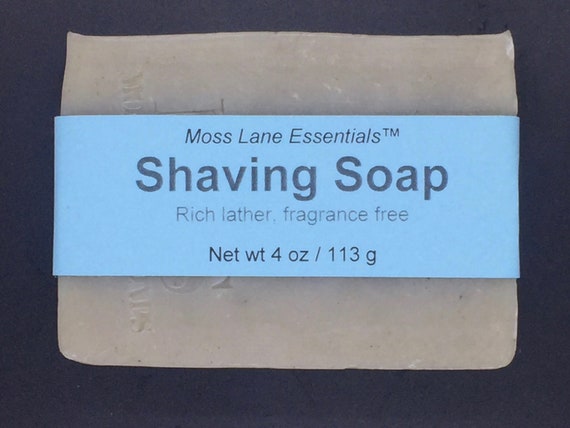 Moss Lane Essentials™
Shaving Soap
Rich lather, fragrance free
Net wt 4 oz / 113 g